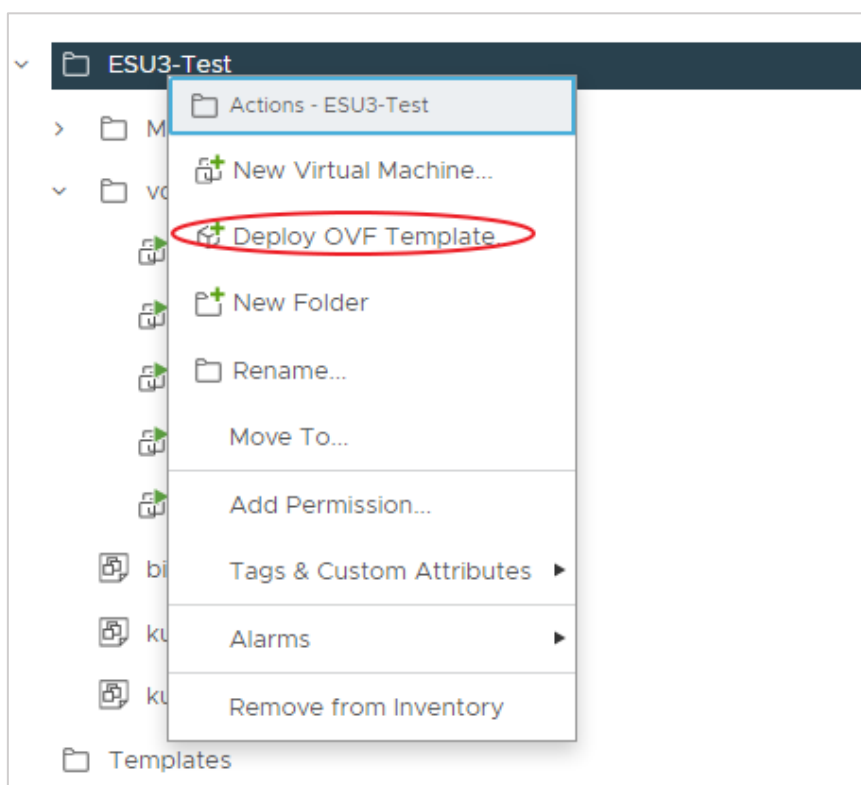 ESU3-Test
Actions - ESU3-Test
New Virtual Machine...
Deploy OVF Template...
New Folder
Rename...
Move To...
Add Permission...
Tags & Custom Attributes
Alarms
Remove from Inventory
Templates